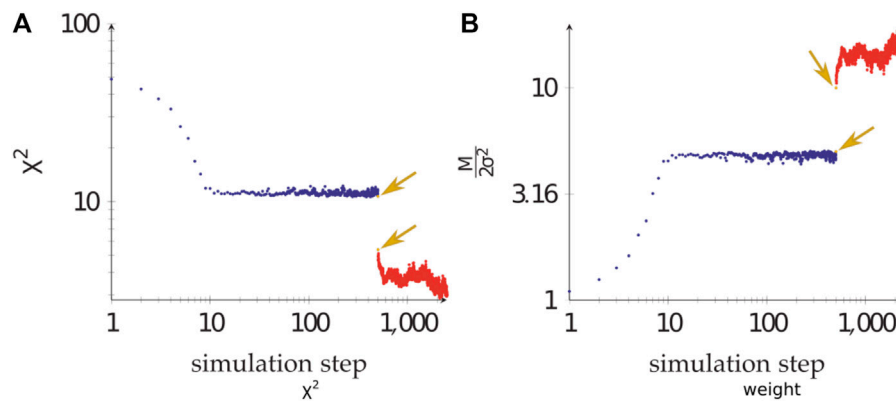 A
100
10
χ²
1
10
100
1,000
simulation step
χ²
B
10
3.16
1
M
2σ²
1
10
100
1,000
simulation step
weight